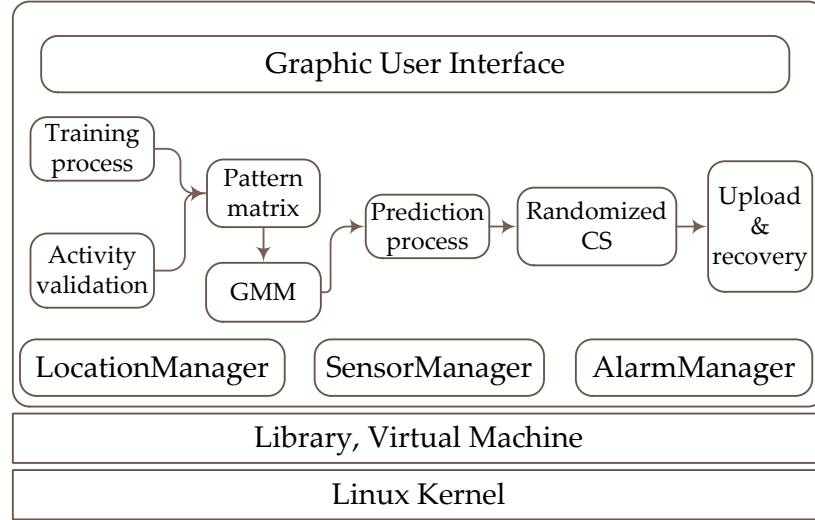 Graphic User Interface
Training
process
Activity
validation
Pattern
matrix
GMM
Prediction
process
Randomized
CS
Upload
&
recovery
LocationManager
SensorManager
AlarmManager
Library, Virtual Machine
Linux Kernel